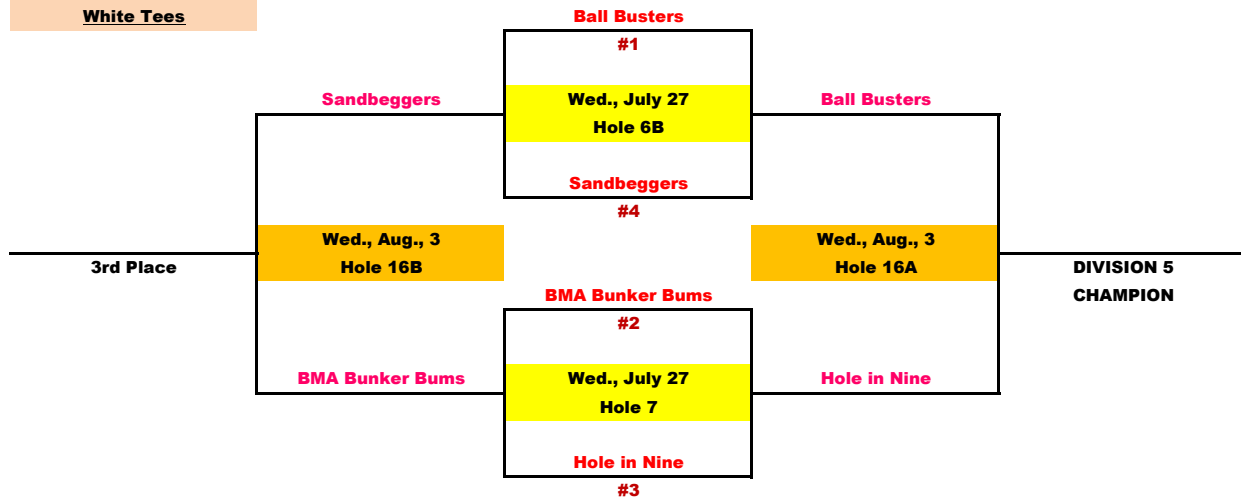 White Tees
Ball Busters
#1
Sandbeggers
Wed., July 27
Hole 6B
Ball Busters
Sandbeggers
#4
Wed., Aug., 3
Hole 16B
3rd Place
Wed., Aug., 3
Hole 16A
DIVISION 5
CHAMPION
BMA Bunker Bums
#2
BMA Bunker Bums
Wed., July 27
Hole 7
Hole in Nine
Hole in Nine
#3